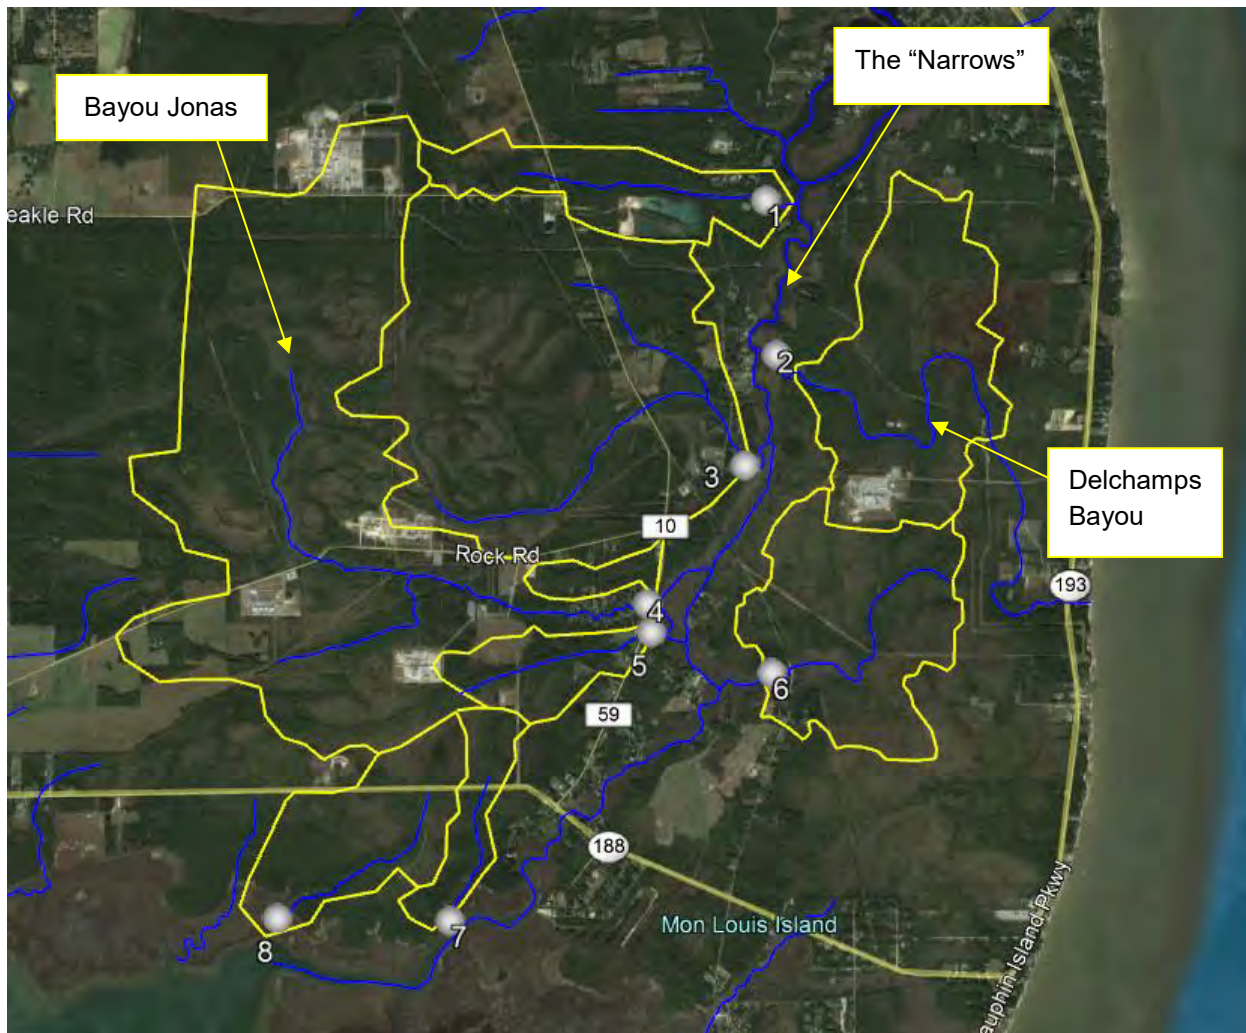 The “Narrows”
Bayou Jonas
eakle Rd
1
2
Delchamps
Bayou
3
10
Rock Rd
193
4
5
6
59
188
Mon Louis Island
8
7
auphin Island Pkwy